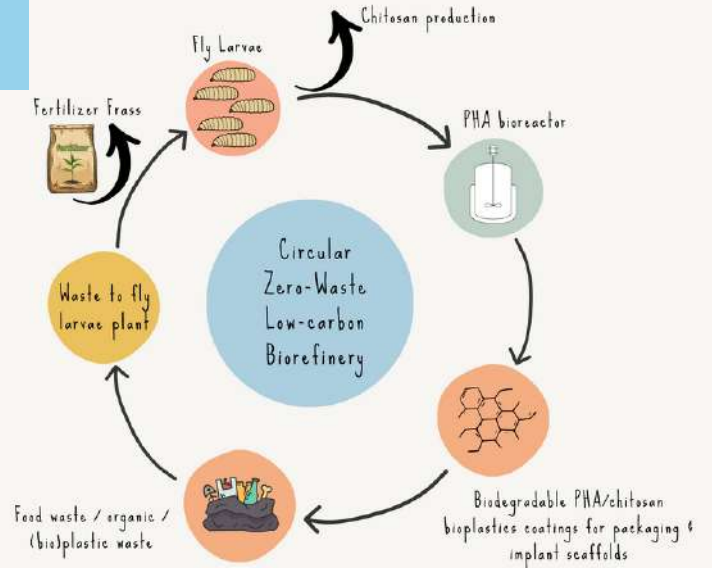 Chitosan production
Fly Larvae
Fertilizer Frass
Fertilizer
PHA bioreactor
Circular
Zero-Waste
Low-carbon
Biorefinery
Waste to fly
larvae plant
Food waste / organic /
(bio)plastic waste
Biodegradable PHA/chitosan
bioplastics coatings for packaging &
implant scaffolds